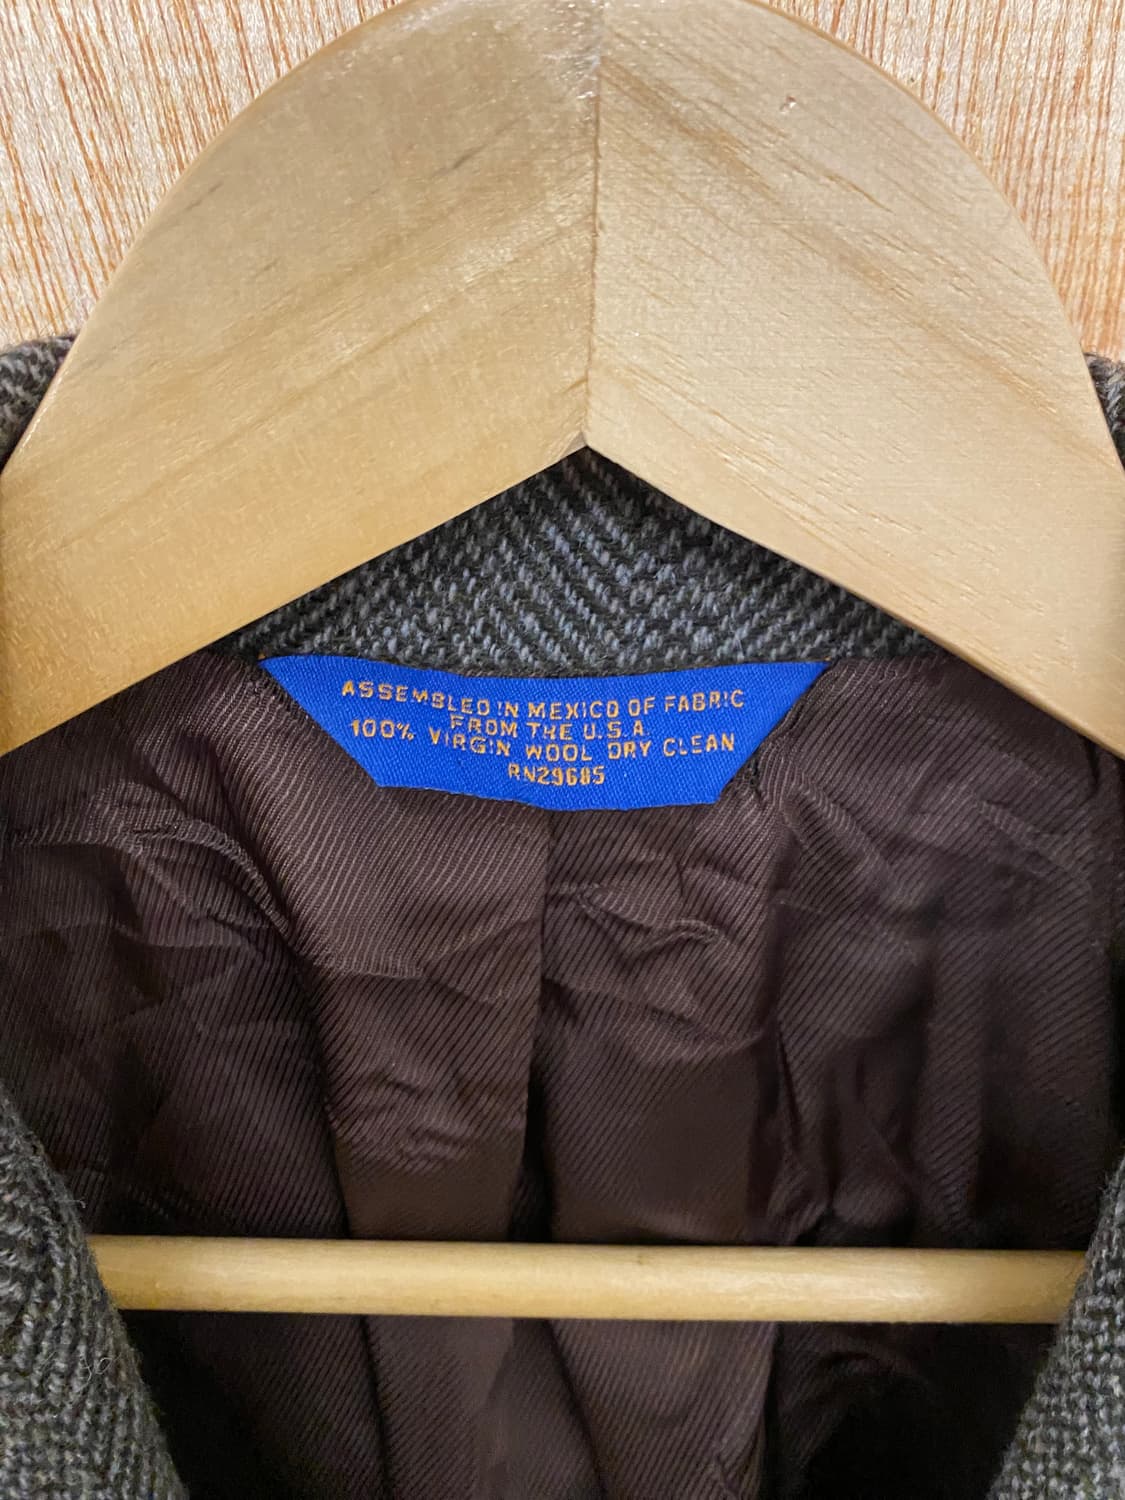 ASSEMBLED IN MEXICO OF FABRIC
FROM THE U.S.A.
100% VIRGIN WOOL DRY CLEAN
RN29685